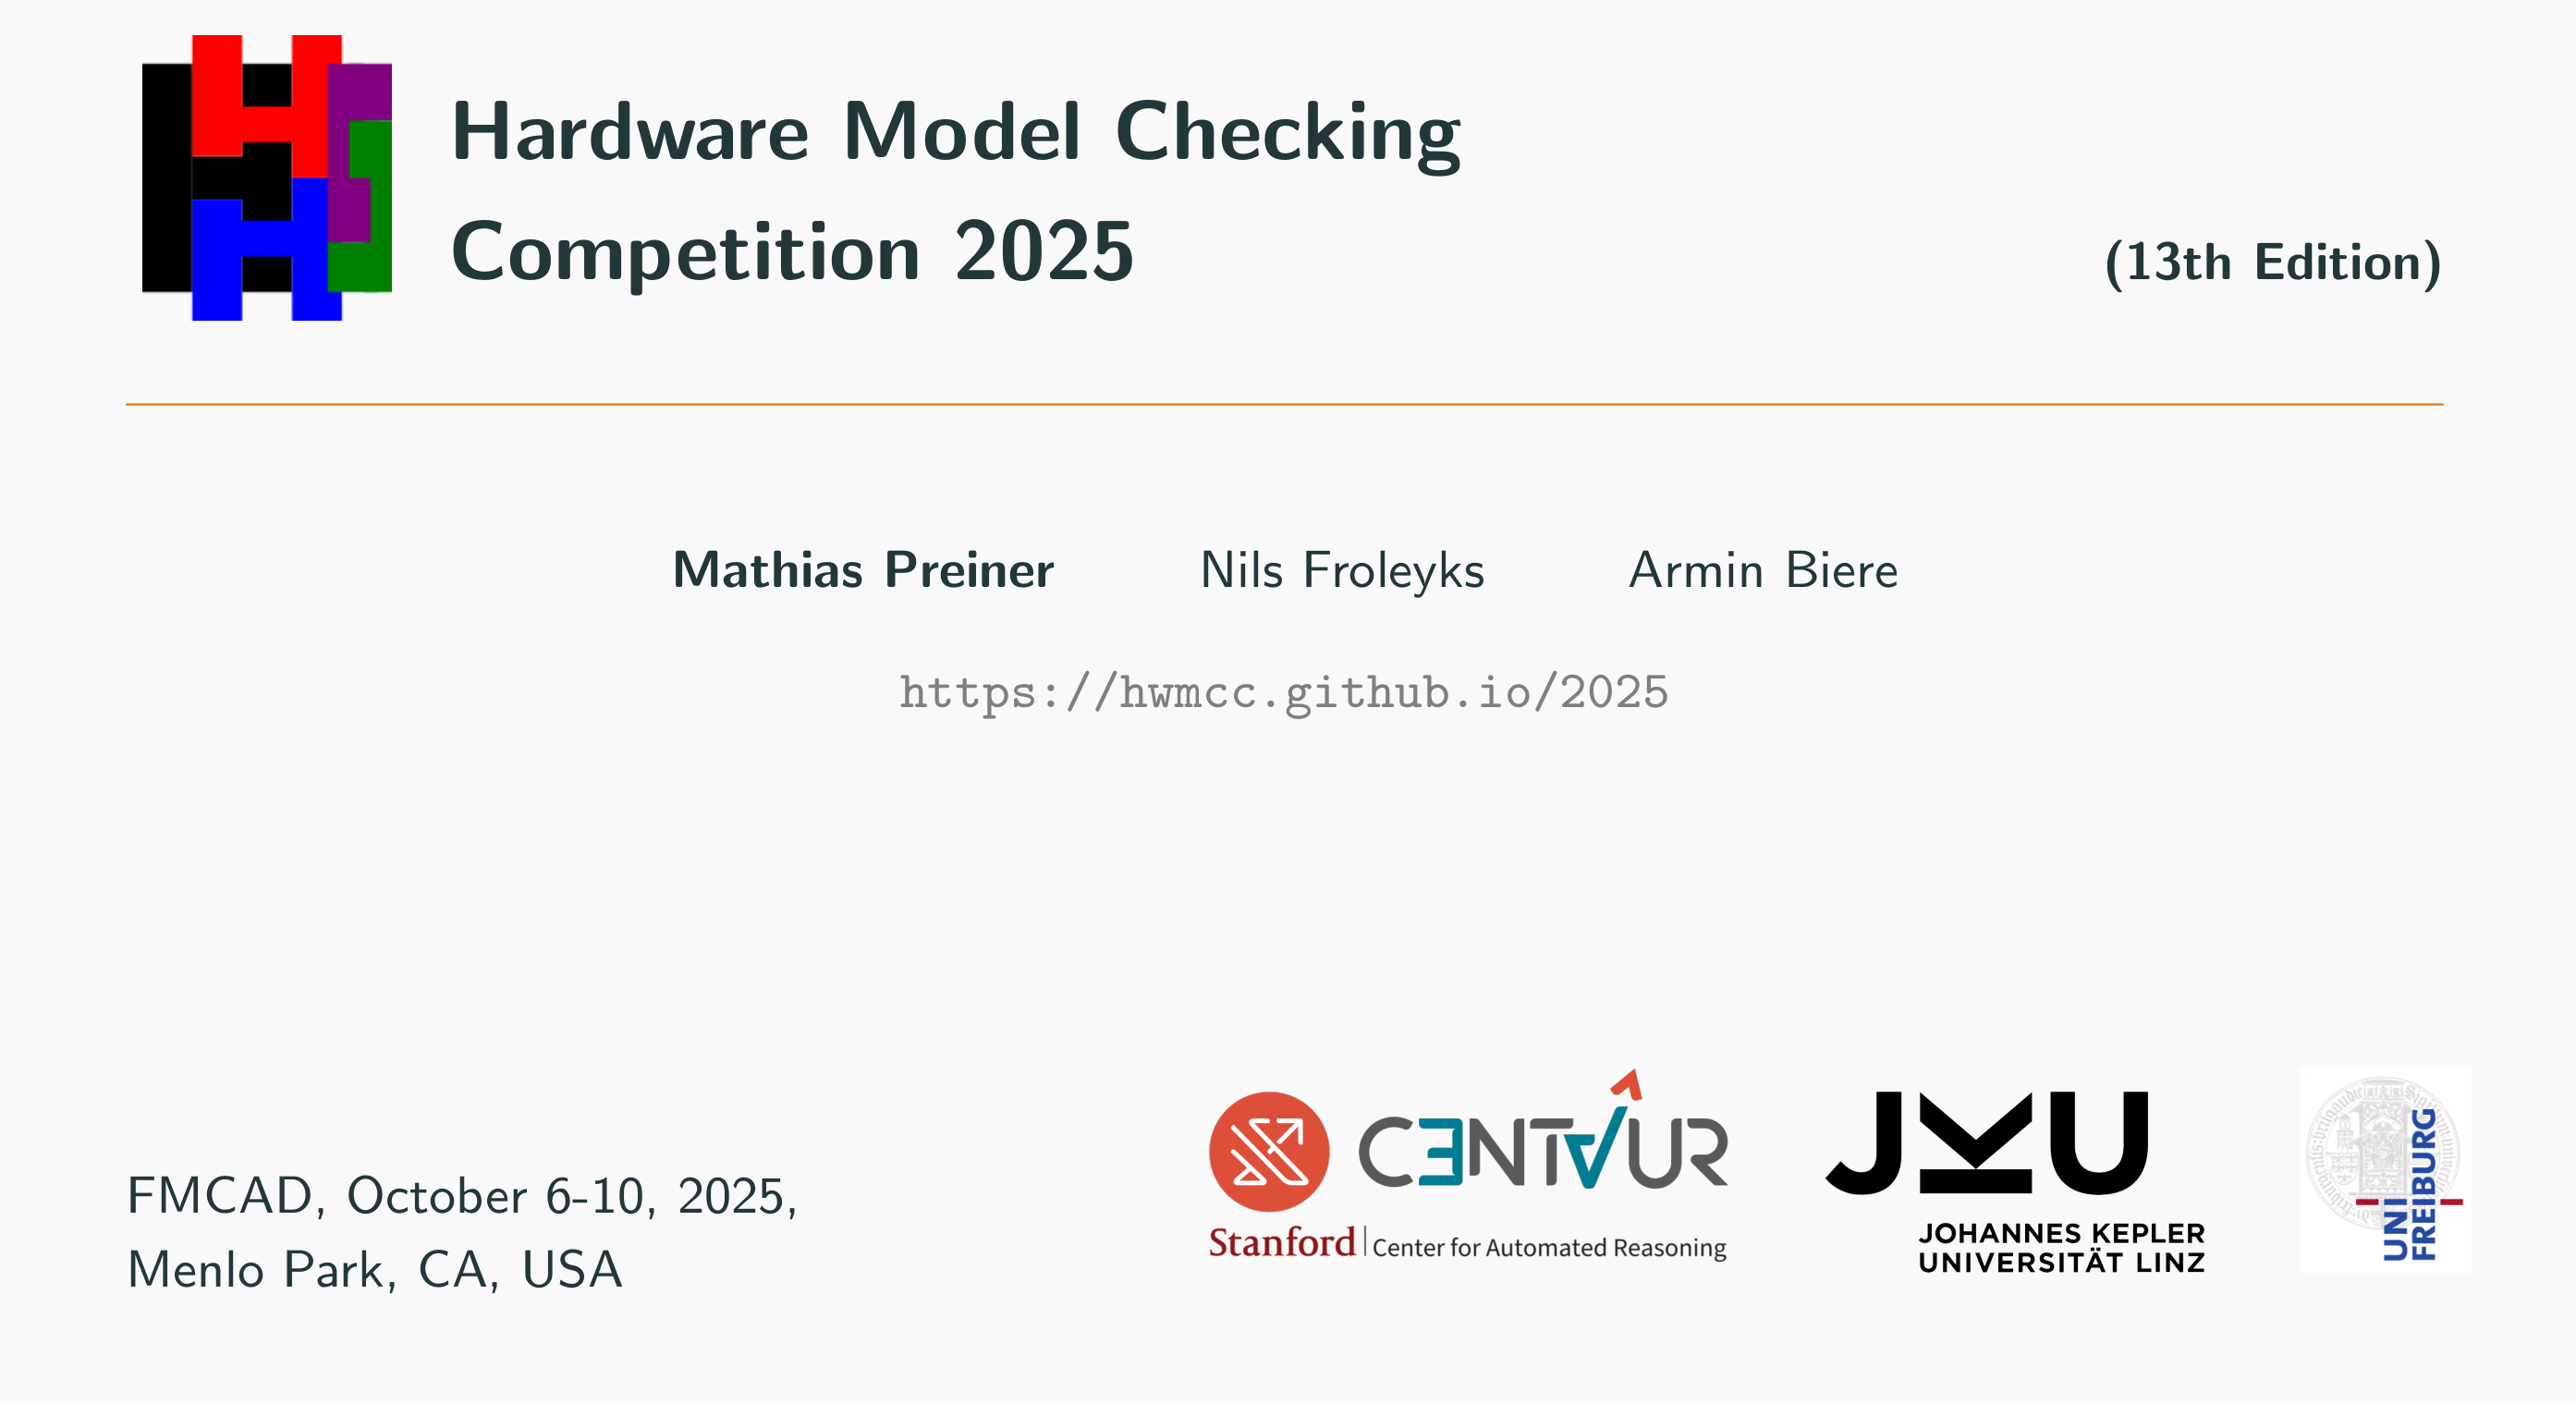 Hardware Model Checking
Competition 2025
(13th Edition)
Mathias Preiner Nils Froleyks Armin Biere
https://hwmcc.github.io/2025
FMCAD, October 6-10, 2025,
Menlo Park, CA, USA
CENTAUR
Stanford | Center for Automated Reasoning
JKU
JOHANNES KEPLER
UNIVERSITÄT LINZ
UNI
FREIBURG